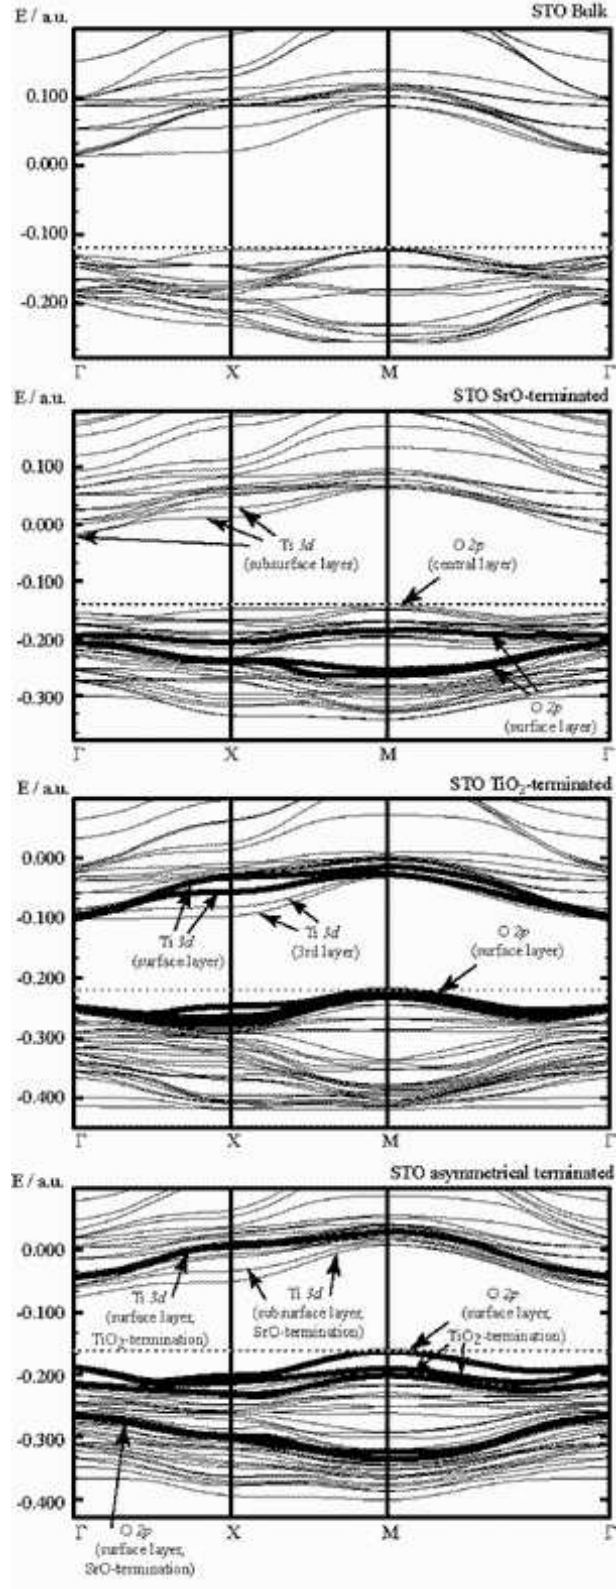 E / a.u.
STO Bulk
0.100
0.000
-0.100
-0.200
Γ X M Γ
E / a.u.
STO SrO-terminated
0.100
0.000
-0.100
-0.200
-0.300
Ti 3d
(subsurface layer)
O 2p
(central layer)
O 2p
(surface layer)
Γ X M Γ
E / a.u.
STO TiO2-terminated
0.000
-0.100
-0.200
-0.300
-0.400
Ti 3d
(surface layer)
Ti 3d
(3rd layer)
O 2p
(surface layer)
Γ X M Γ
E / a.u.
STO asymmetrical terminated
0.000
-0.100
-0.200
-0.300
-0.400
Ti 3d
(surface layer,
TiO2-termination)
Ti 3d
(subsurface layer,
SrO-termination)
O 2p
(surface layer,
TiO2-termination)
Γ X M Γ
O 2p
(surface layer,
SrO-termination)